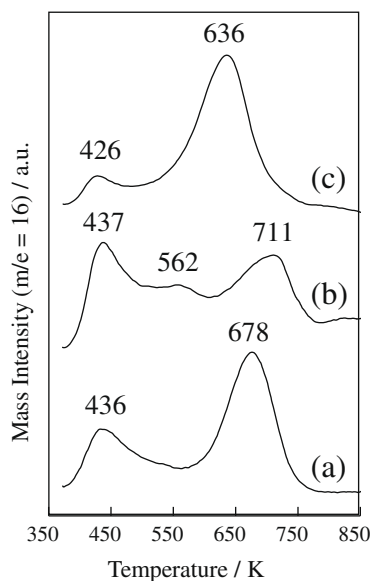 636
426
(c)
437
562
711
(b)
678
436
(a)
350 450 550 650 750 850
Temperature / K
Mass Intensity (m/e = 16) / a.u.